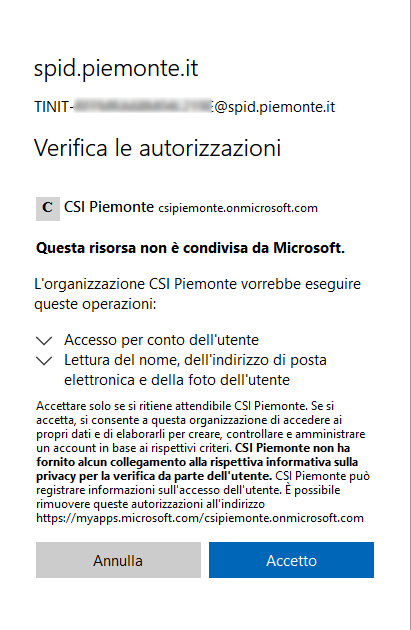 spid.piemonte.it
TINIT-@spid.piemonte.it
Verifica le autorizzazioni
C CSI Piemonte csipiemonte.onmicrosoft.com
Questa risorsa non è condivisa da Microsoft.
L'organizzazione CSI Piemonte vorrebbe eseguire
queste operazioni:
Accesso per conto dell'utente
Lettura del nome, dell'indirizzo di posta
elettronica e della foto dell'utente
Accettare solo se si ritiene attendibile CSI Piemonte. Se si
accetta, si consente a questa organizzazione di accedere ai
propri dati e di elaborarli per creare, controllare e amministrare
un account in base ai rispettivi criteri. CSI Piemonte non ha
fornito alcun collegamento alla rispettiva informativa sulla
privacy per la verifica da parte dell'utente. CSI Piemonte può
registrare informazioni sull'accesso dell'utente. È possibile
rimuovere queste autorizzazioni all'indirizzo
https://myapps.microsoft.com/csipiemonte.onmicrosoft.com
Annulla Accetto